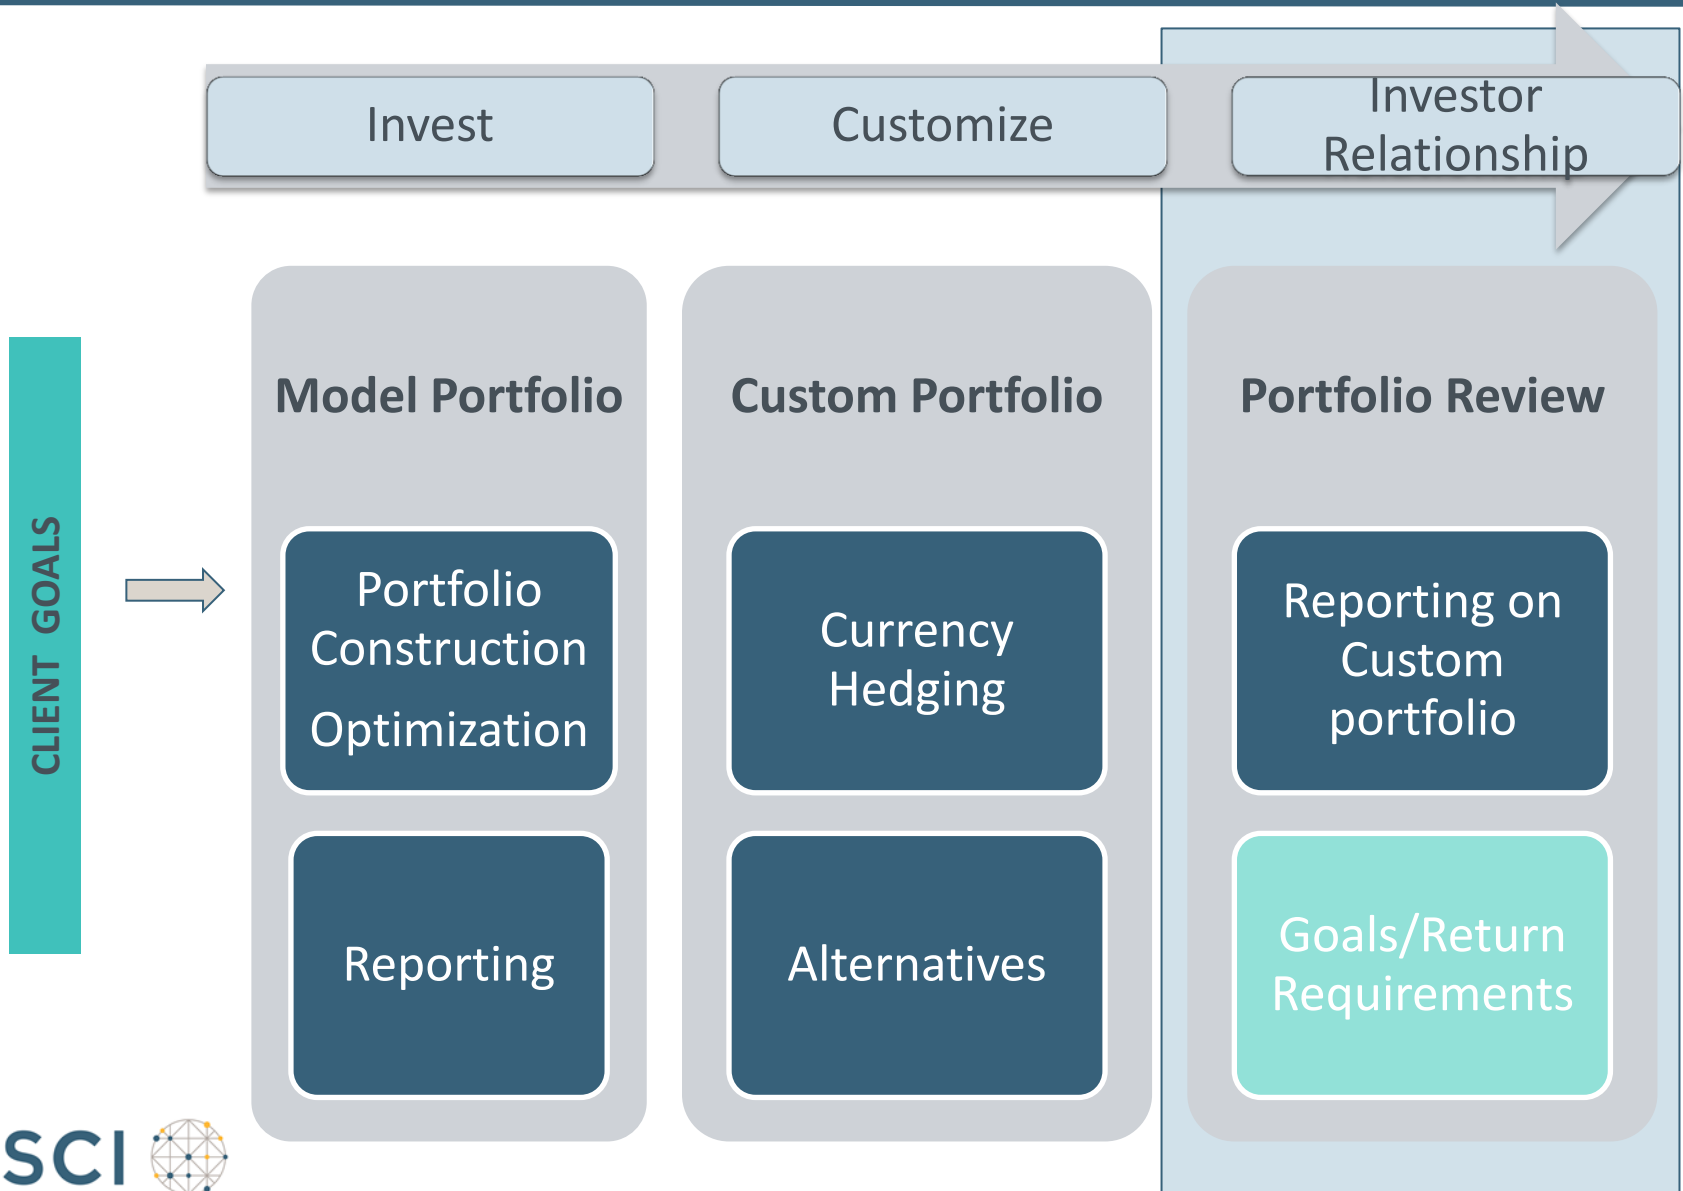 Invest
Customize
Investor
Relationship
CLIENT GOALS
Model Portfolio
Portfolio
Construction
Optimization
Reporting
Custom Portfolio
Currency
Hedging
Alternatives
Portfolio Review
Reporting on
Custom
portfolio
Goals/Return
Requirements
SCI